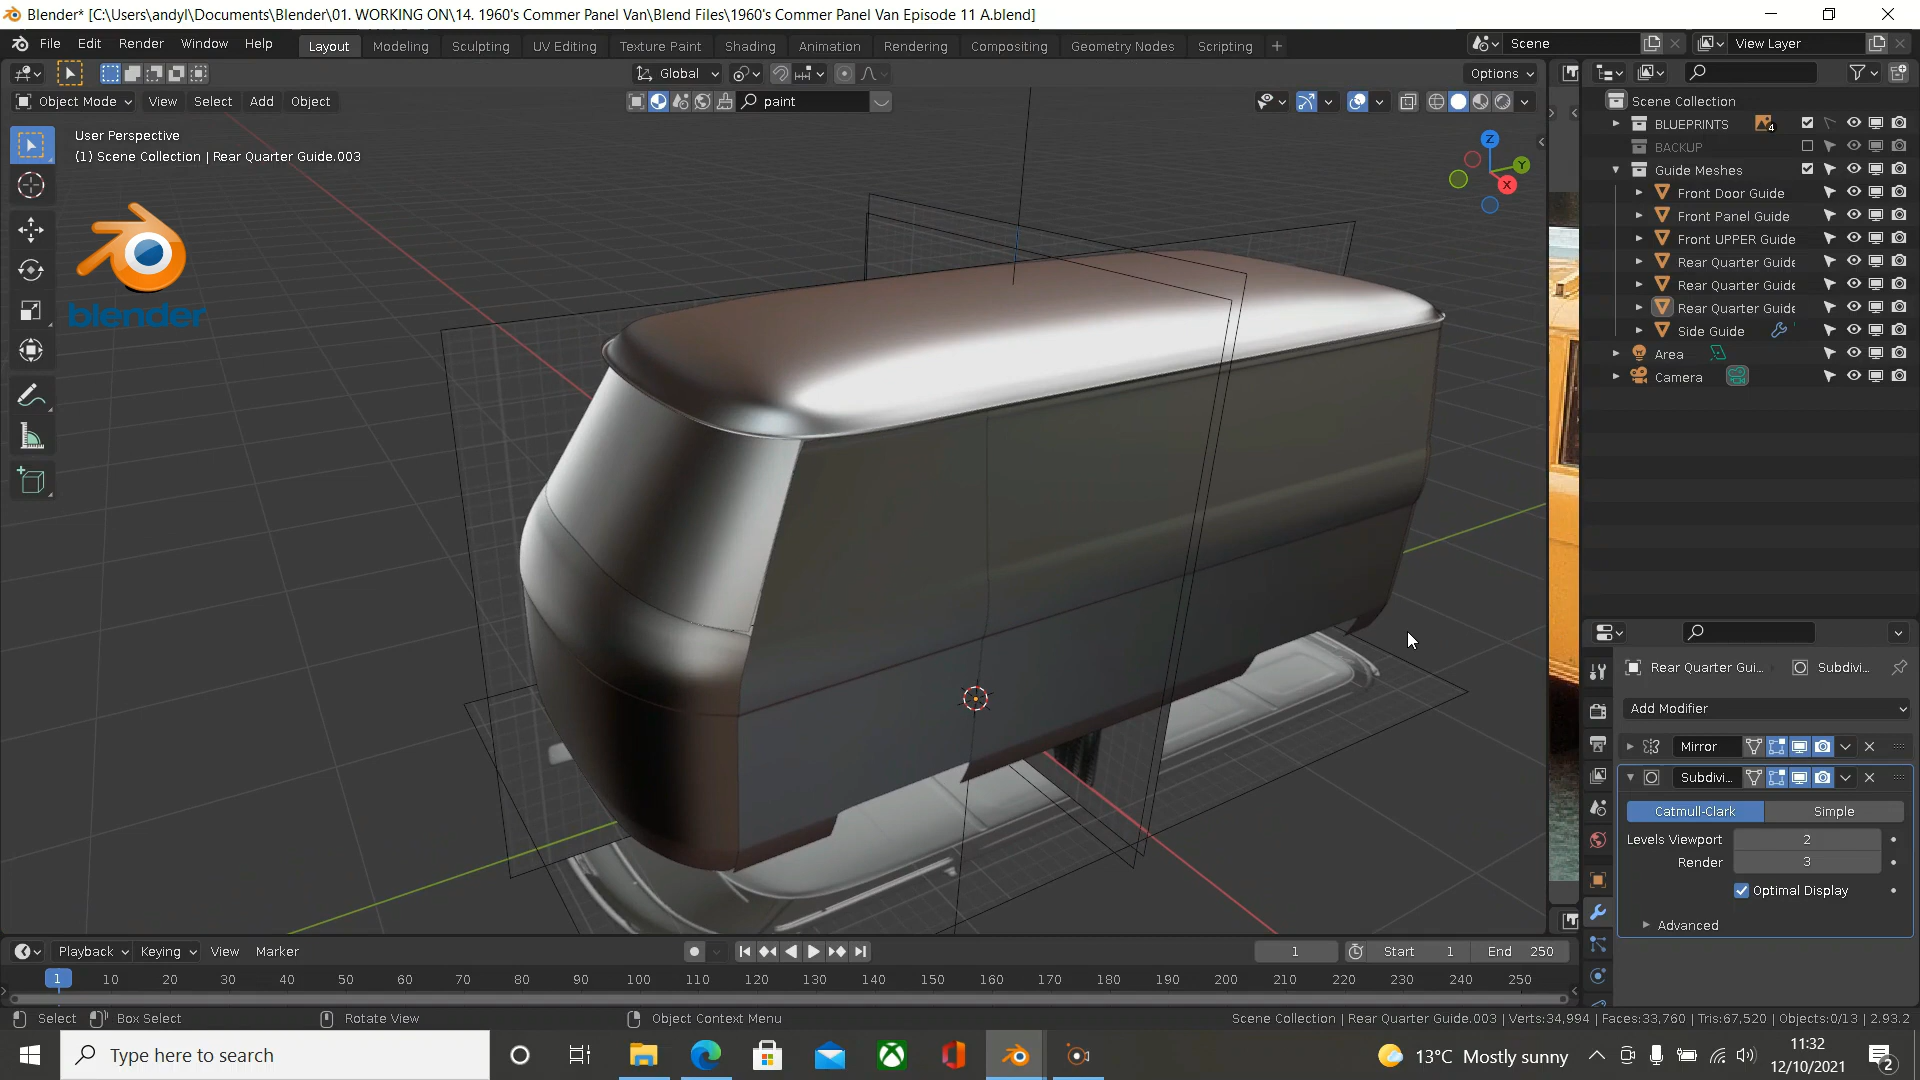 Blender* [C:\Users\andyl\Documents\Blender\01. WORKING ON\14. 1960's Commer Panel Van\Blend Files\1960's Commer Panel Van Episode 11 A.blend]
File Edit Render Window Help
Layout Modeling Sculpting UV Editing Texture Paint Shading Animation Rendering Compositing Geometry Nodes Scripting
Scene
View Layer
Global
Options
Object Mode View Select Add Object
paint
User Perspective
(1) Scene Collection | Rear Quarter Guide.003
Z
Y
X
blender
Scene Collection
BLUEPRINTS 4
BACKUP
Guide Meshes
Front Door Guide
Front Panel Guide
Front UPPER Guide
Rear Quarter Guide
Rear Quarter Guide
Rear Quarter Guide
Side Guide
Area
Camera
Rear Quarter Gui... Subdivi...
Add Modifier
Mirror
Subdivi...
Catmull-Clark Simple
Levels Viewport 2
Render 3
Optimal Display
Advanced
Playback Keying View Marker
1 Start 1 End 250
1 10 20 30 40 50 60 70 80 90 100 110 120 130 140 150 160 170 180 190 200 210 220 230 240 250
Select Box Select Rotate View Object Context Menu
Scene Collection | Rear Quarter Guide.003 | Verts:34,994 | Faces:33,760 | Tris:67,520 | Objects:0/13 | 2.93.2
Type here to search
13°C Mostly sunny
11:32
12/10/2021
2